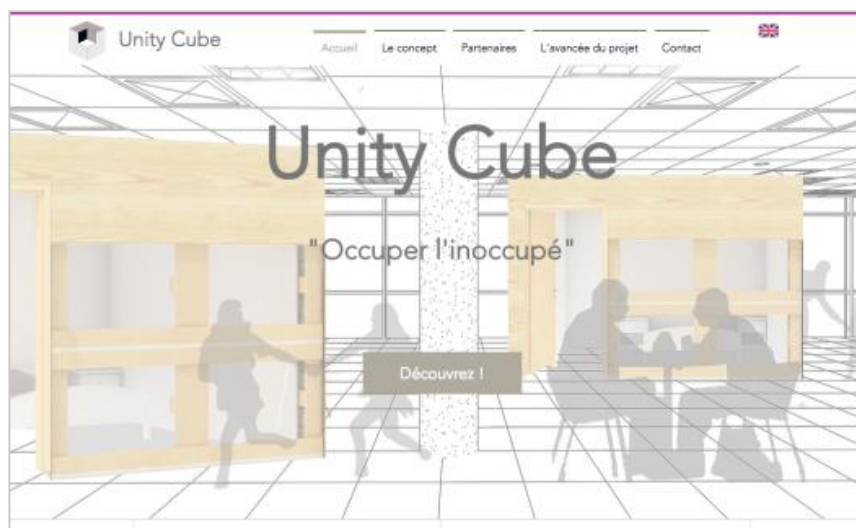 Unity Cube
Accueil Le concept Partenaires L'avancée du projet Contact
Unity Cube
"Occuper l'inoccupé"
Découvrez !